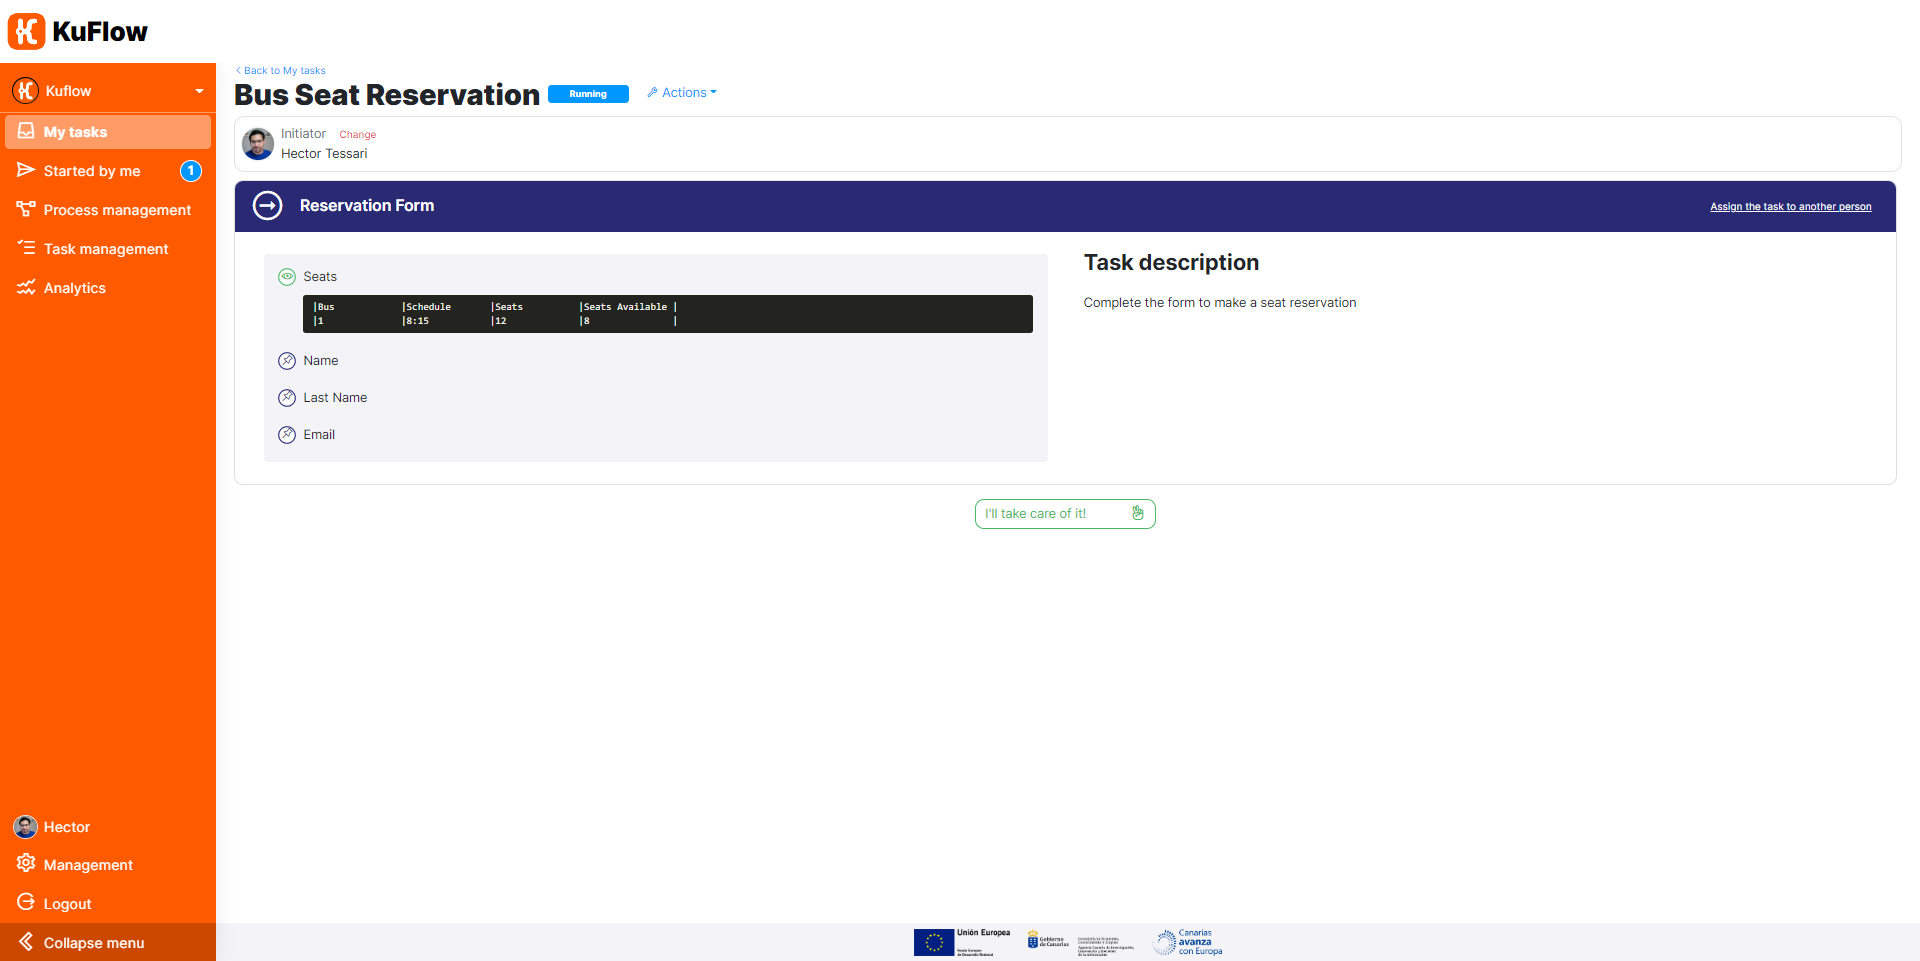 KuFlow
Kuflow
My tasks
Started by me 1
Process management
Task management
Analytics
Hector
Management
Logout
Collapse menu
Back to My tasks
Bus Seat Reservation Running Actions
Initiator Change
Hector Tessari
Reservation Form Assign the task to another person
Seats
|Bus |Schedule |Seats |Seats Available |
|1 |8:15 |12 |8 |
Name
Last Name
Email
Task description
Complete the form to make a seat reservation
I'll take care of it!
Unión Europea
Gobierno
de Canarias
Canarias
avanza
con Europa